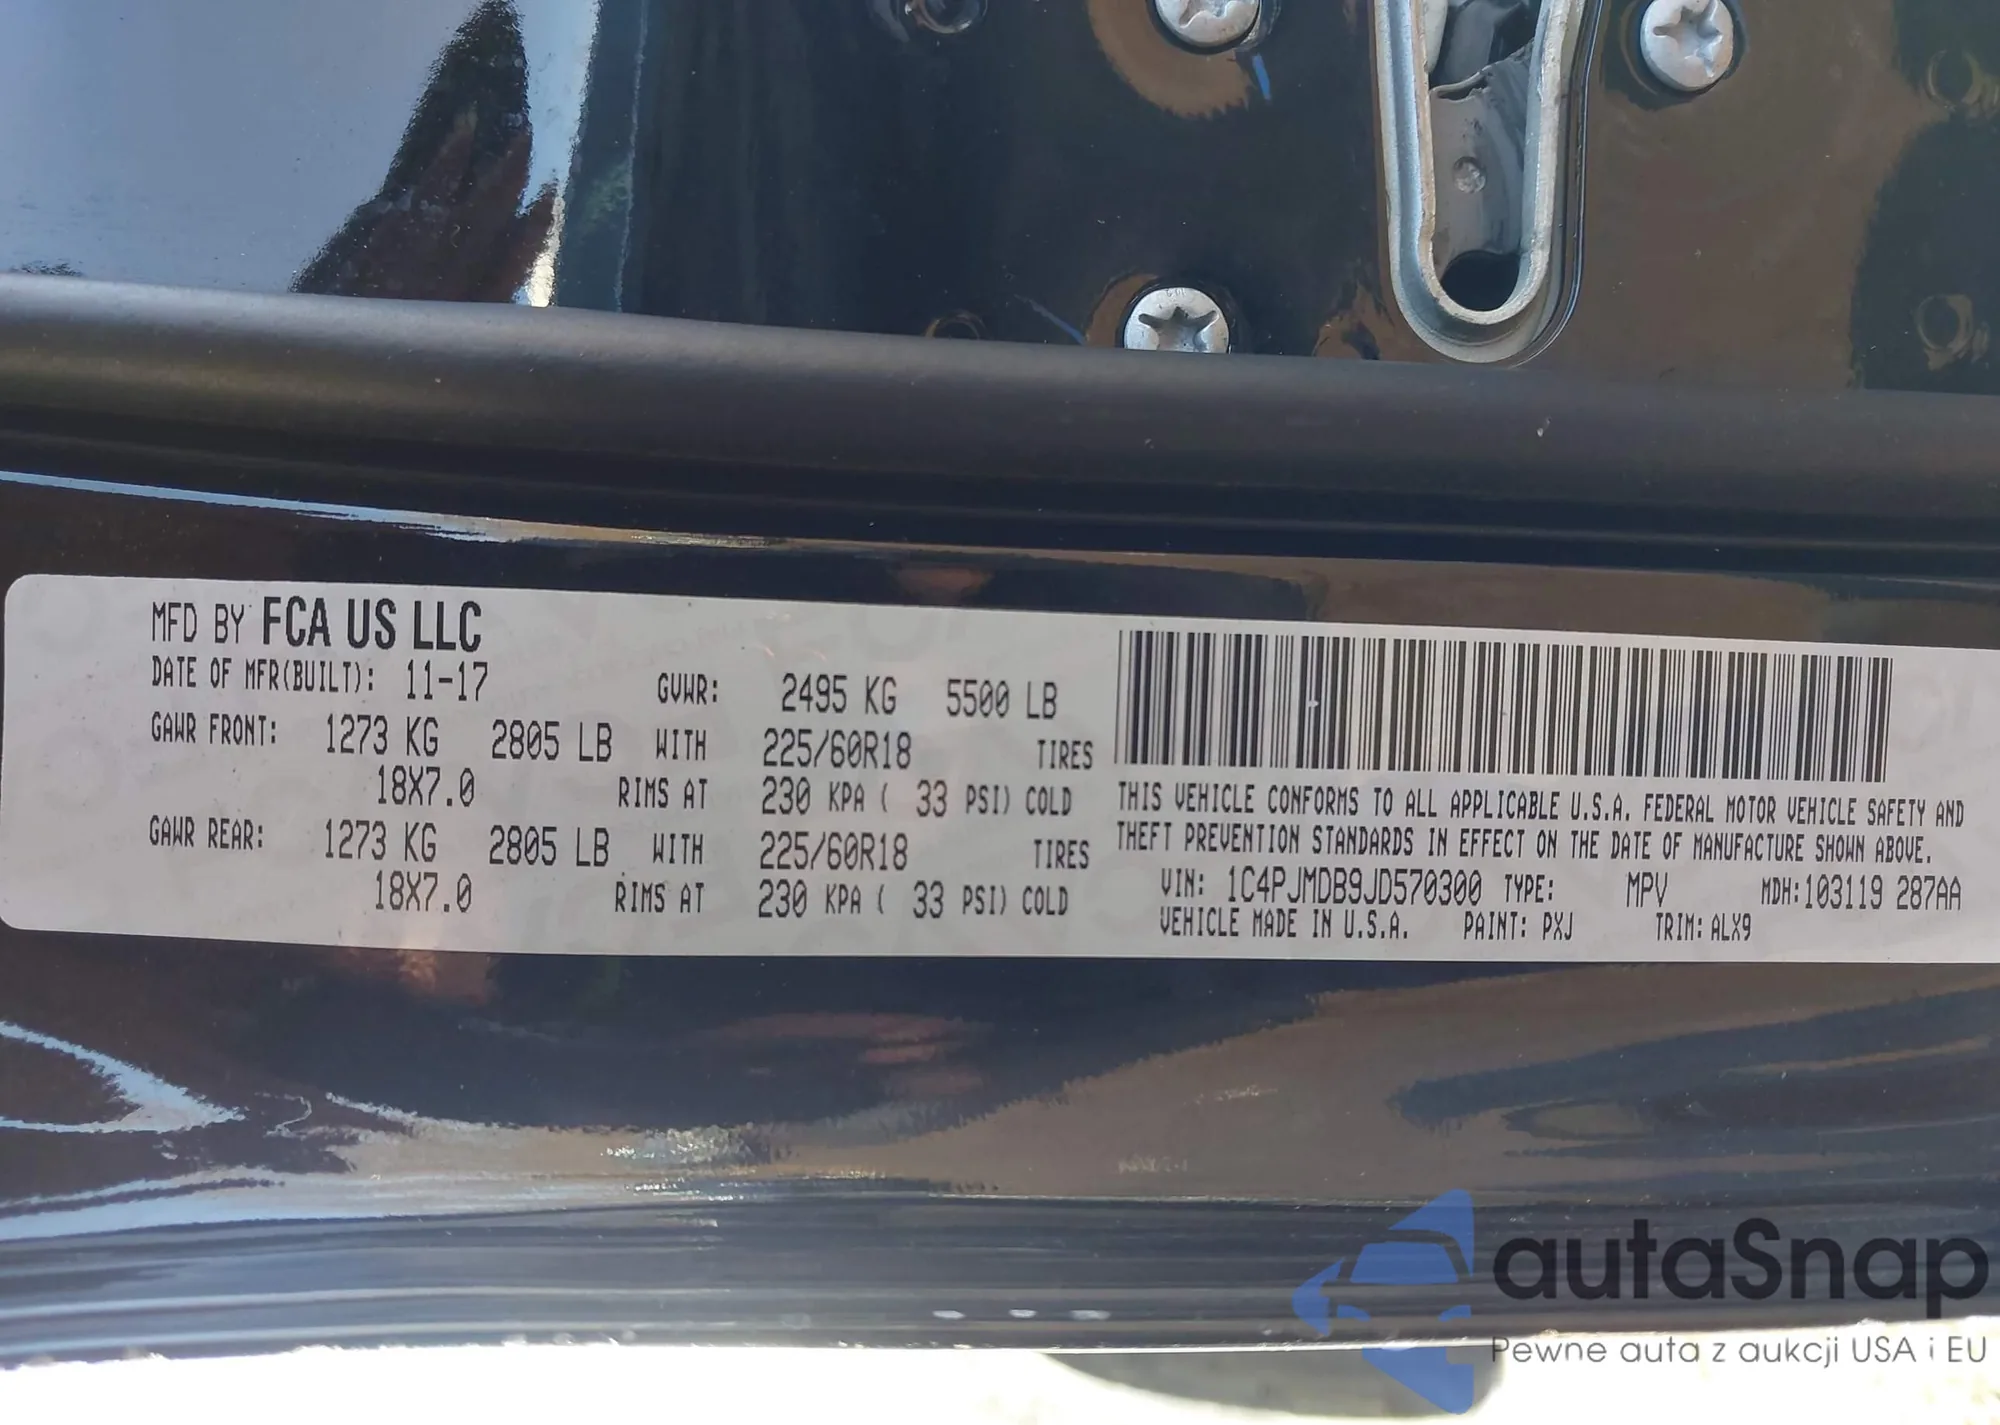 MFD BY FCA US LLC
DATE OF MFR(BUILT): 11-17 GVWR: 2495 KG 5500 LB
GAWR FRONT: 1273 KG 2805 LB WITH 225/60R18 TIRES
18X7.0 RIMS AT 230 KPA ( 33 PSI) COLD
GAWR REAR: 1273 KG 2805 LB WITH 225/60R18 TIRES
18X7.0 RIMS AT 230 KPA ( 33 PSI) COLD
THIS VEHICLE CONFORMS TO ALL APPLICABLE U.S.A. FEDERAL MOTOR VEHICLE SAFETY AND
THEFT PREVENTION STANDARDS IN EFFECT ON THE DATE OF MANUFACTURE SHOWN ABOVE.
VIN: 1C4PJMDB9JD570300 TYPE: MPV MDH:103119 287AA
VEHICLE MADE IN U.S.A. PAINT: PXJ TRIM: ALX9
autaSnap
Pewne auta z aukcji USA i EU